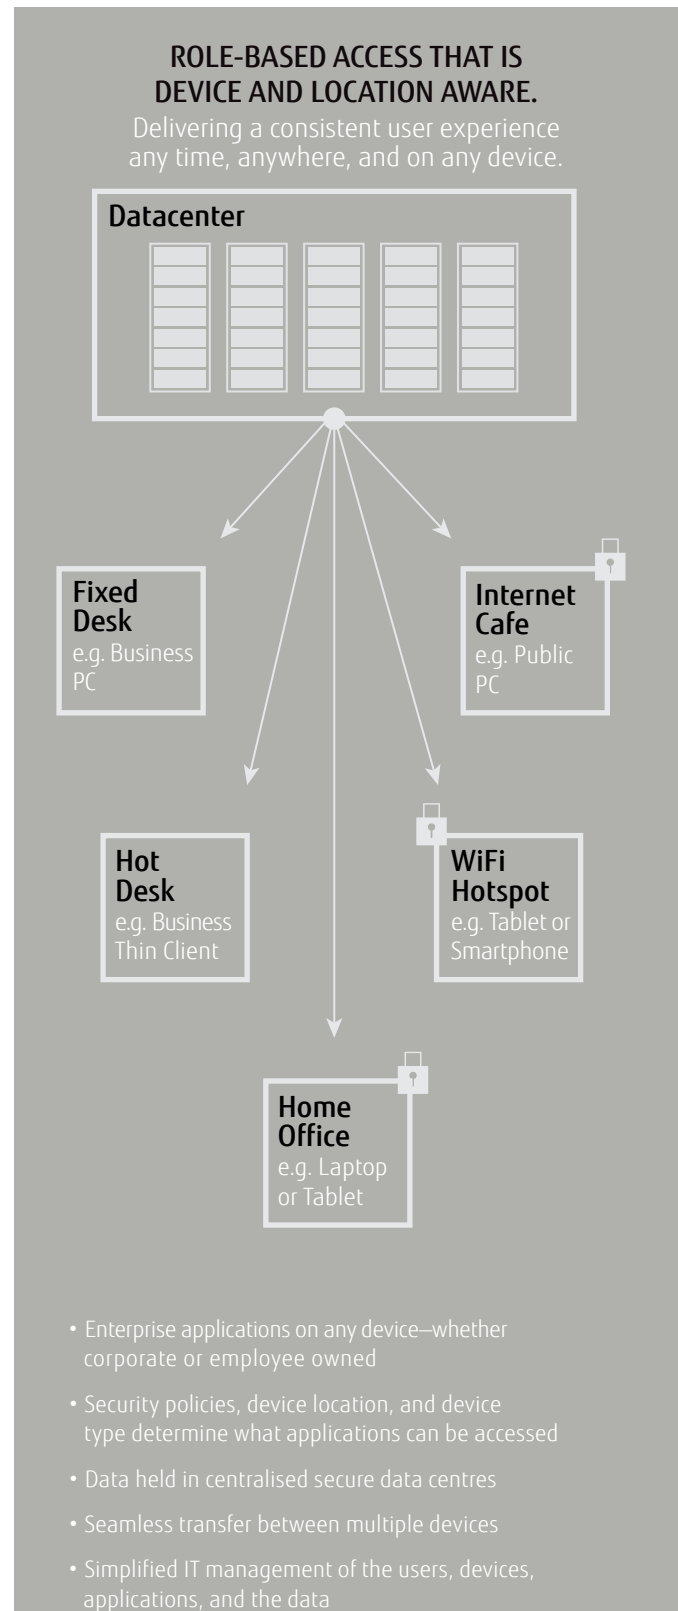 ROLE-BASED ACCESS THAT IS
DEVICE AND LOCATION AWARE.
Delivering a consistent user experience
any time, anywhere, and on any device.
Datacenter
Fixed
Desk
e.g. Business
PC
Internet
Cafe
e.g. Public
PC
Hot
Desk
e.g. Business
Thin Client
WiFi
Hotspot
e.g. Tablet or
Smartphone
Home
Office
e.g. Laptop
or Tablet
• Enterprise applications on any device—whether
corporate or employee owned
• Security policies, device location, and device
type determine what applications can be accessed
• Data held in centralised secure data centres
• Seamless transfer between multiple devices
• Simplified IT management of the users, devices,
applications, and the data